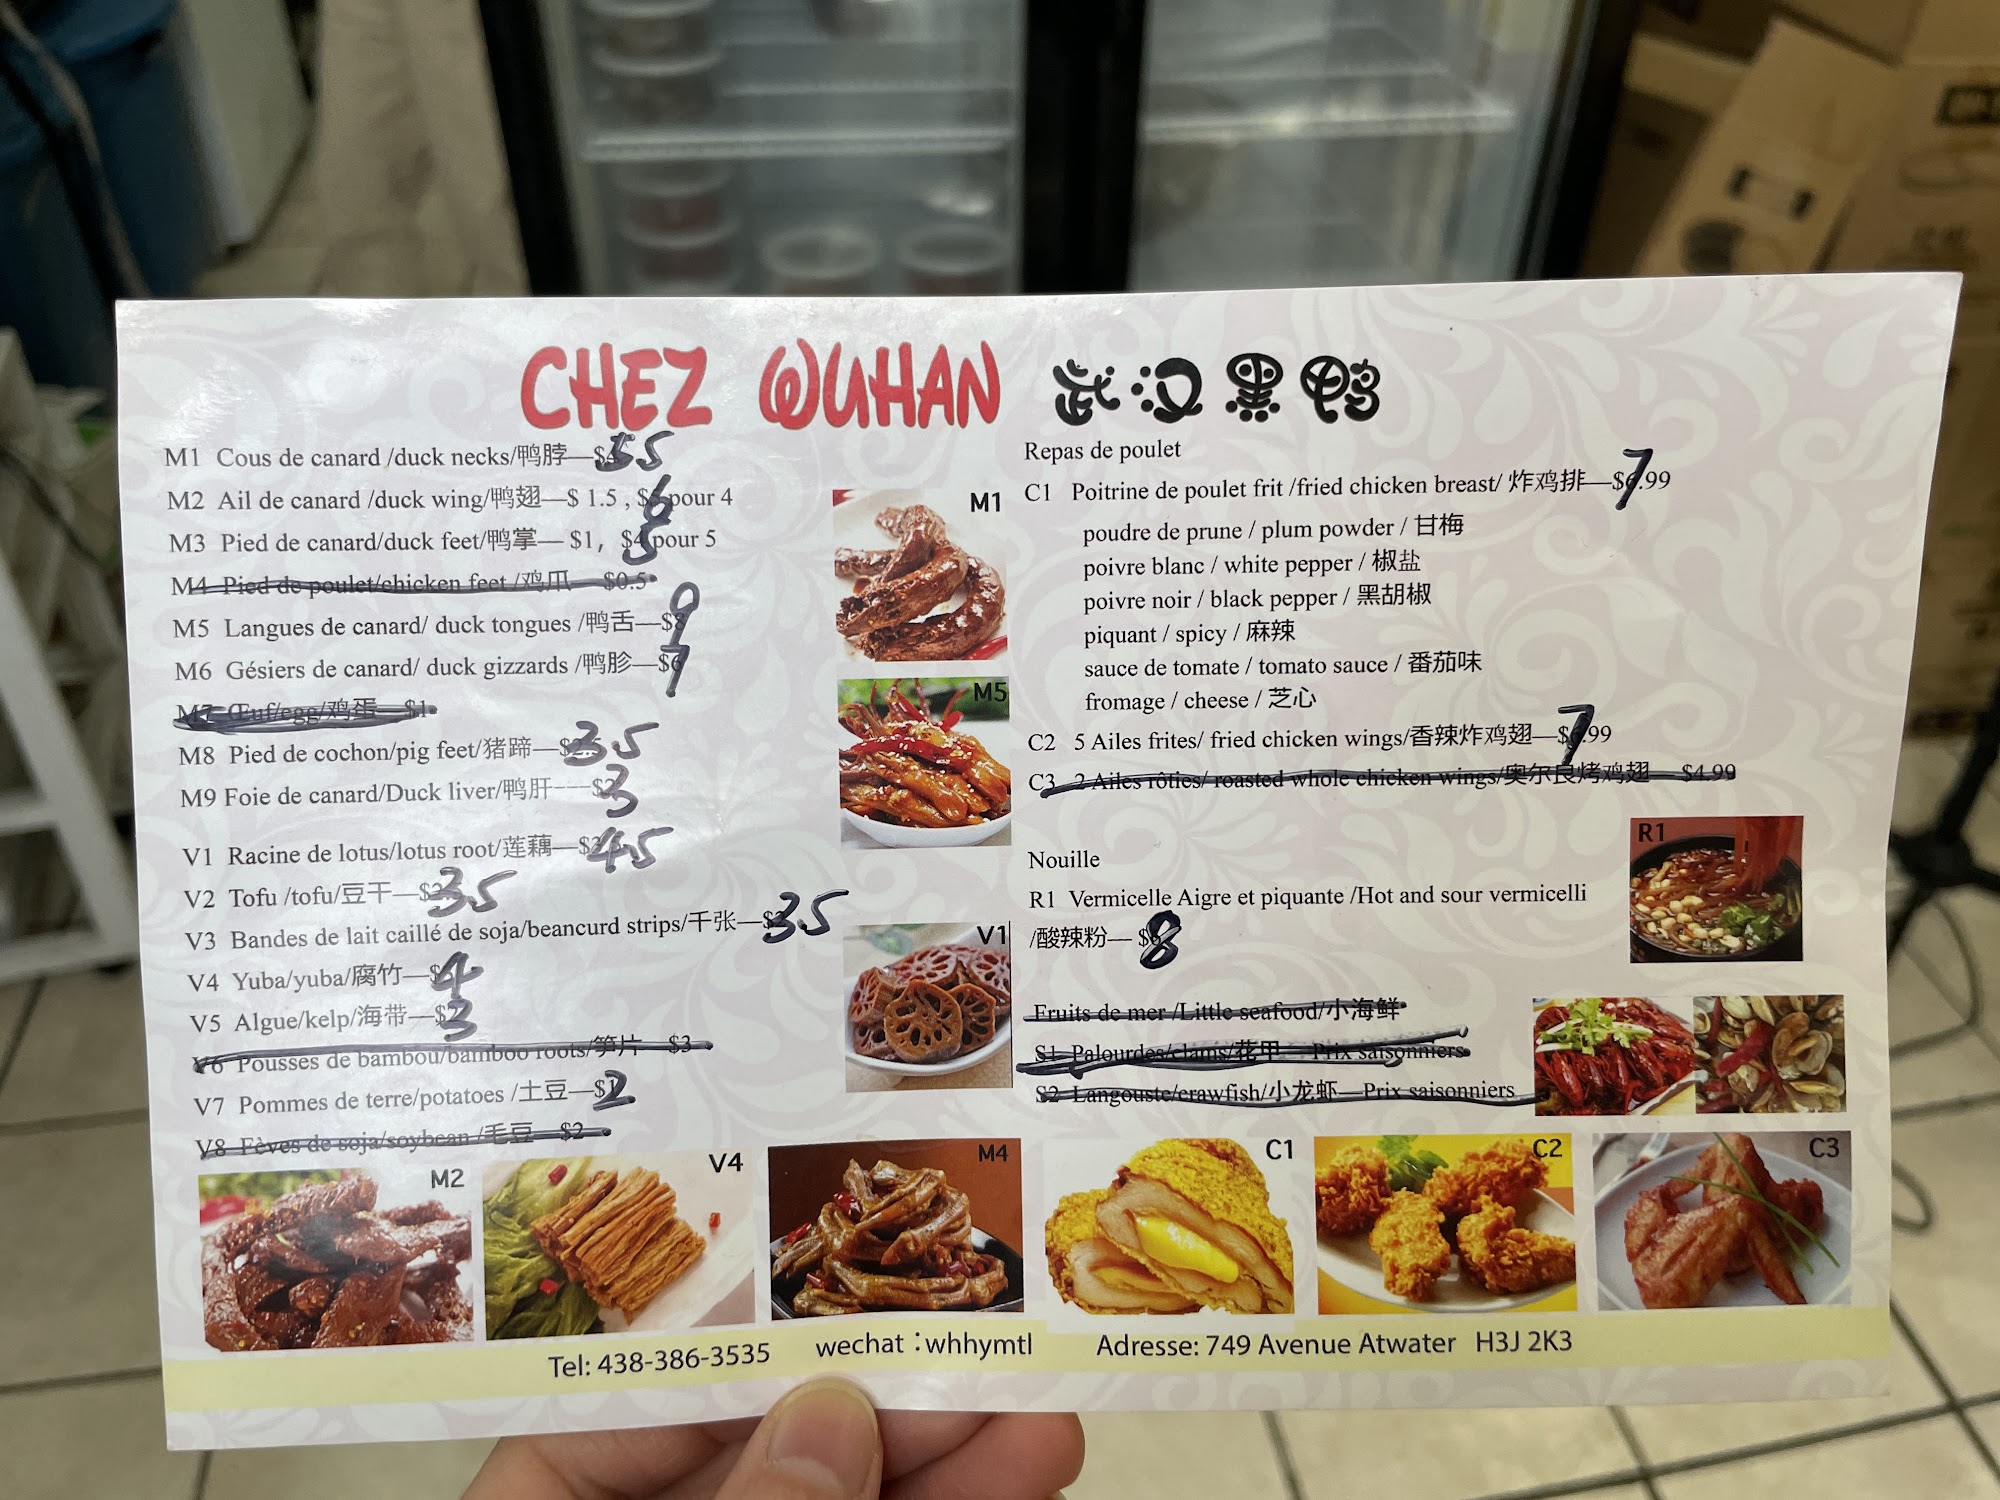 CHEZ WUHAN 武汉黑鸭
M1 Cous de canard /duck necks/鸭脖—$ 5.5
M2 Ail de canard /duck wing/鸭翅—$ 1.5 , $6 pour 4
M3 Pied de canard/duck feet/鸭掌— $1, $5 pour 5
M4 Pied de poulet/chicken feet /鸡爪—$0.5
M5 Langues de canard/ duck tongues /鸭舌—$9
M6 Gésiers de canard/ duck gizzards /鸭胗—$7
M7 Œuf/egg/鸡蛋—$1
M8 Pied de cochon/pig feet/猪蹄—$3.5
M9 Foie de canard/Duck liver/鸭肝---$3
V1 Racine de lotus/lotus root/莲藕—$4.5
V2 Tofu /tofu/豆干—$3.5
V3 Bandes de lait caillé de soja/beancurd strips/千张—$3.5
V4 Yuba/yuba/腐竹—$4
V5 Algue/kelp/海带—$3
V6 Pousses de bambou/bamboo roots/笋片—$3
V7 Pommes de terre/potatoes /土豆—$2
V8 Fèves de soja/soybean /毛豆—$2
M1
M5
V1
Repas de poulet
C1 Poitrine de poulet frit /fried chicken breast/ 炸鸡排—$6.99 7
poudre de prune / plum powder / 甘梅
poivre blanc / white pepper / 椒盐
poivre noir / black pepper / 黑胡椒
piquant / spicy / 麻辣
sauce de tomate / tomato sauce / 番茄味
fromage / cheese / 芝心
C2 5 Ailes frites/ fried chicken wings/香辣炸鸡翅—$6.99 7
C3 2 Ailes rôties/ roasted whole chicken wings/奥尔良烤鸡翅—$4.99
Nouille
R1 Vermicelle Aigre et piquante /Hot and sour vermicelli
/酸辣粉— $8
R1
Fruits de mer /Little seafood/小海鲜
S1 Palourdes/clams/花甲—Prix saisonniers
S2 Langouste/crawfish/小龙虾—Prix saisonniers
M2
V4
M4
C1
C2
C3
Tel: 438-386-3535 wechat：whhymtl Adresse: 749 Avenue Atwater H3J 2K3